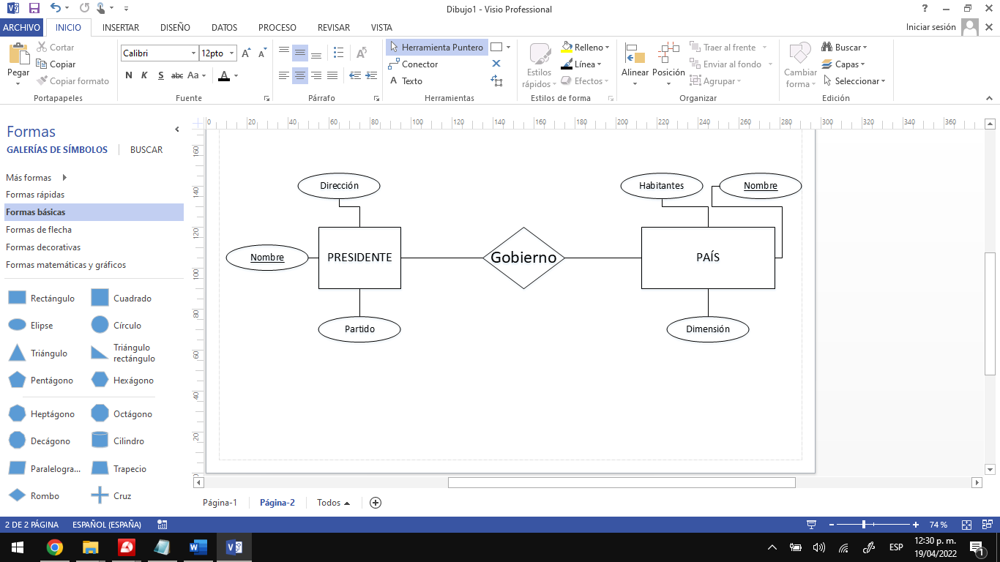 Dibujo1 - Visio Professional
ARCHIVO INICIO INSERTAR DISEÑO DATOS PROCESO REVISAR VISTA Iniciar sesión
Pegar
Cortar
Copiar
Copiar formato
Portapapeles
Calibri 12pto
N K S abc Aa A
Fuente
Párrafo
Herramienta Puntero
Conector
A Texto
Herramientas
Estilos rápidos
Relleno
Línea
Efectos
Estilos de forma
Alinear
Posición
Traer al frente
Enviar al fondo
Agrupar
Organizar
Cambiar forma
Buscar
Capas
Seleccionar
Edición
Formas
GALERÍAS DE SÍMBOLOS BUSCAR
Más formas
Formas rápidas
Formas básicas
Formas de flecha
Formas decorativas
Formas matemáticas y gráficos
Rectángulo Cuadrado
Elipse Círculo
Triángulo Triángulo rectángulo
Pentágono Hexágono
Heptágono Octágono
Decágono Cilindro
Paralelogra... Trapecio
Rombo Cruz
0 20 40 60 80 100 120 140 160 180 200 220 240 260 280 300 320 340 360
160
140
120
100
80
60
40
20
0
Dirección Habitantes Nombre
Nombre PRESIDENTE Gobierno PAÍS
Partido Dimensión
Página-1 Página-2 Todos
2 DE 2 PÁGINA ESPAÑOL (ESPAÑA) 74 %
ESP
12:30 p. m.
19/04/2022
1